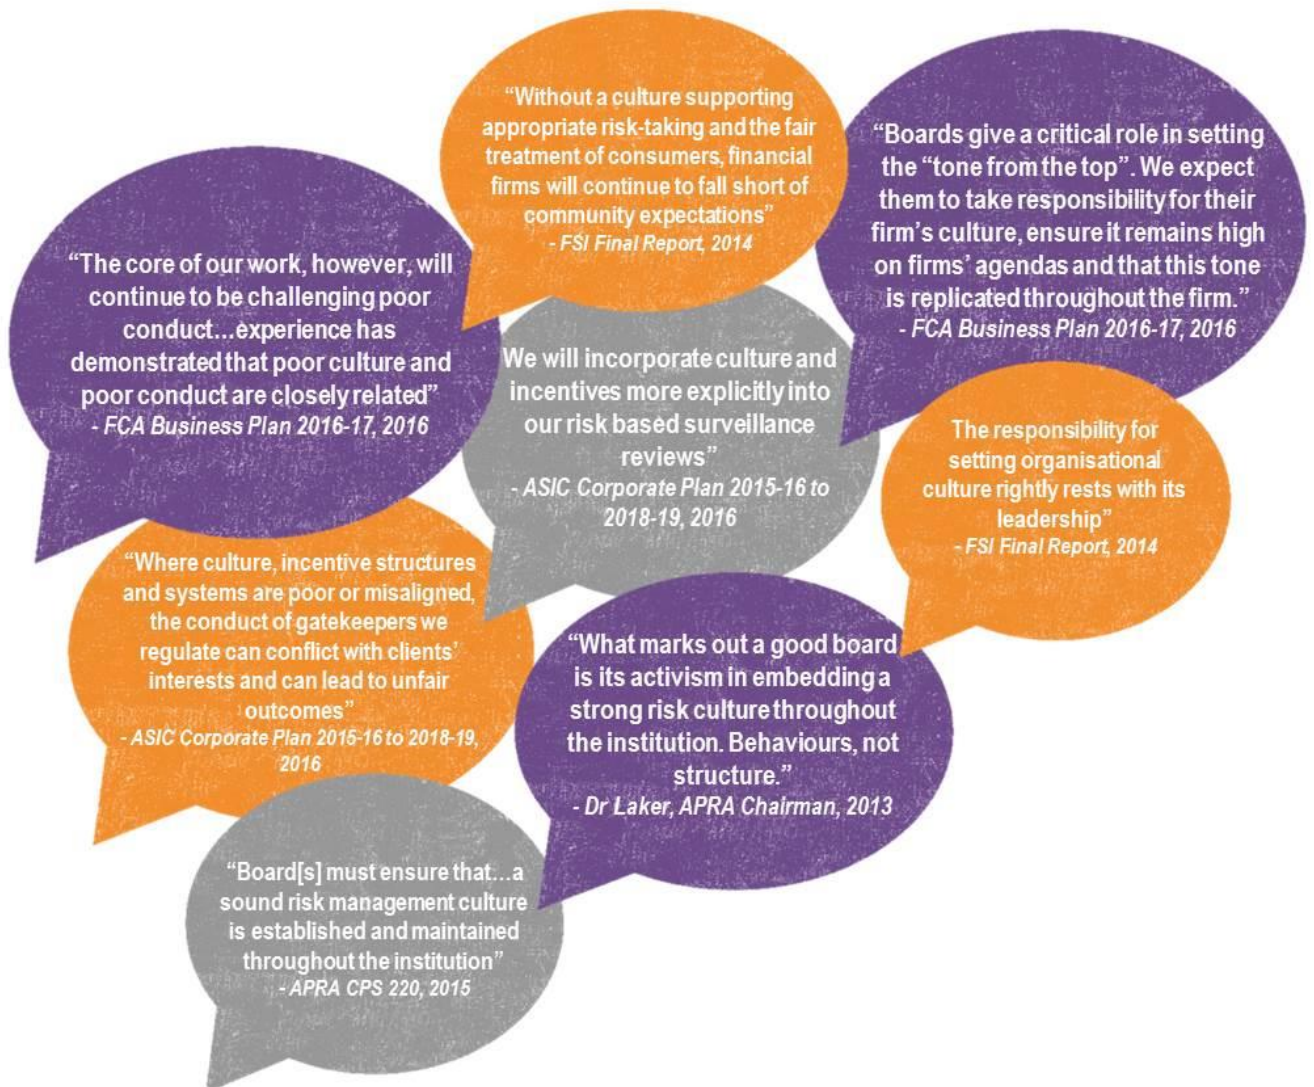 “Without a culture supporting
appropriate risk-taking and the fair
treatment of consumers, financial
firms will continue to fall short of
community expectations”
- FSI Final Report, 2014
“Boards give a critical role in setting
the “tone from the top”. We expect
them to take responsibility for their
firm’s culture, ensure it remains high
on firms’ agendas and that this tone
is replicated throughout the firm.”
- FCA Business Plan 2016-17, 2016
“The core of our work, however, will
continue to be challenging poor
conduct...experience has
demonstrated that poor culture and
poor conduct are closely related”
- FCA Business Plan 2016-17, 2016
We will incorporate culture and
incentives more explicitly into
our risk based surveillance
reviews”
- ASIC Corporate Plan 2015-16 to
2018-19, 2016
The responsibility for
setting organisational
culture rightly rests with its
leadership”
- FSI Final Report, 2014
“Where culture, incentive structures
and systems are poor or misaligned,
the conduct of gatekeepers we
regulate can conflict with clients’
interests and can lead to unfair
outcomes”
- ASIC Corporate Plan 2015-16 to 2018-19,
2016
“What marks out a good board
is its activism in embedding a
strong risk culture throughout
the institution. Behaviours, not
structure.”
- Dr Laker, APRA Chairman, 2013
“Board[s] must ensure that...a
sound risk management culture
is established and maintained
throughout the institution”
- APRA CPS 220, 2015